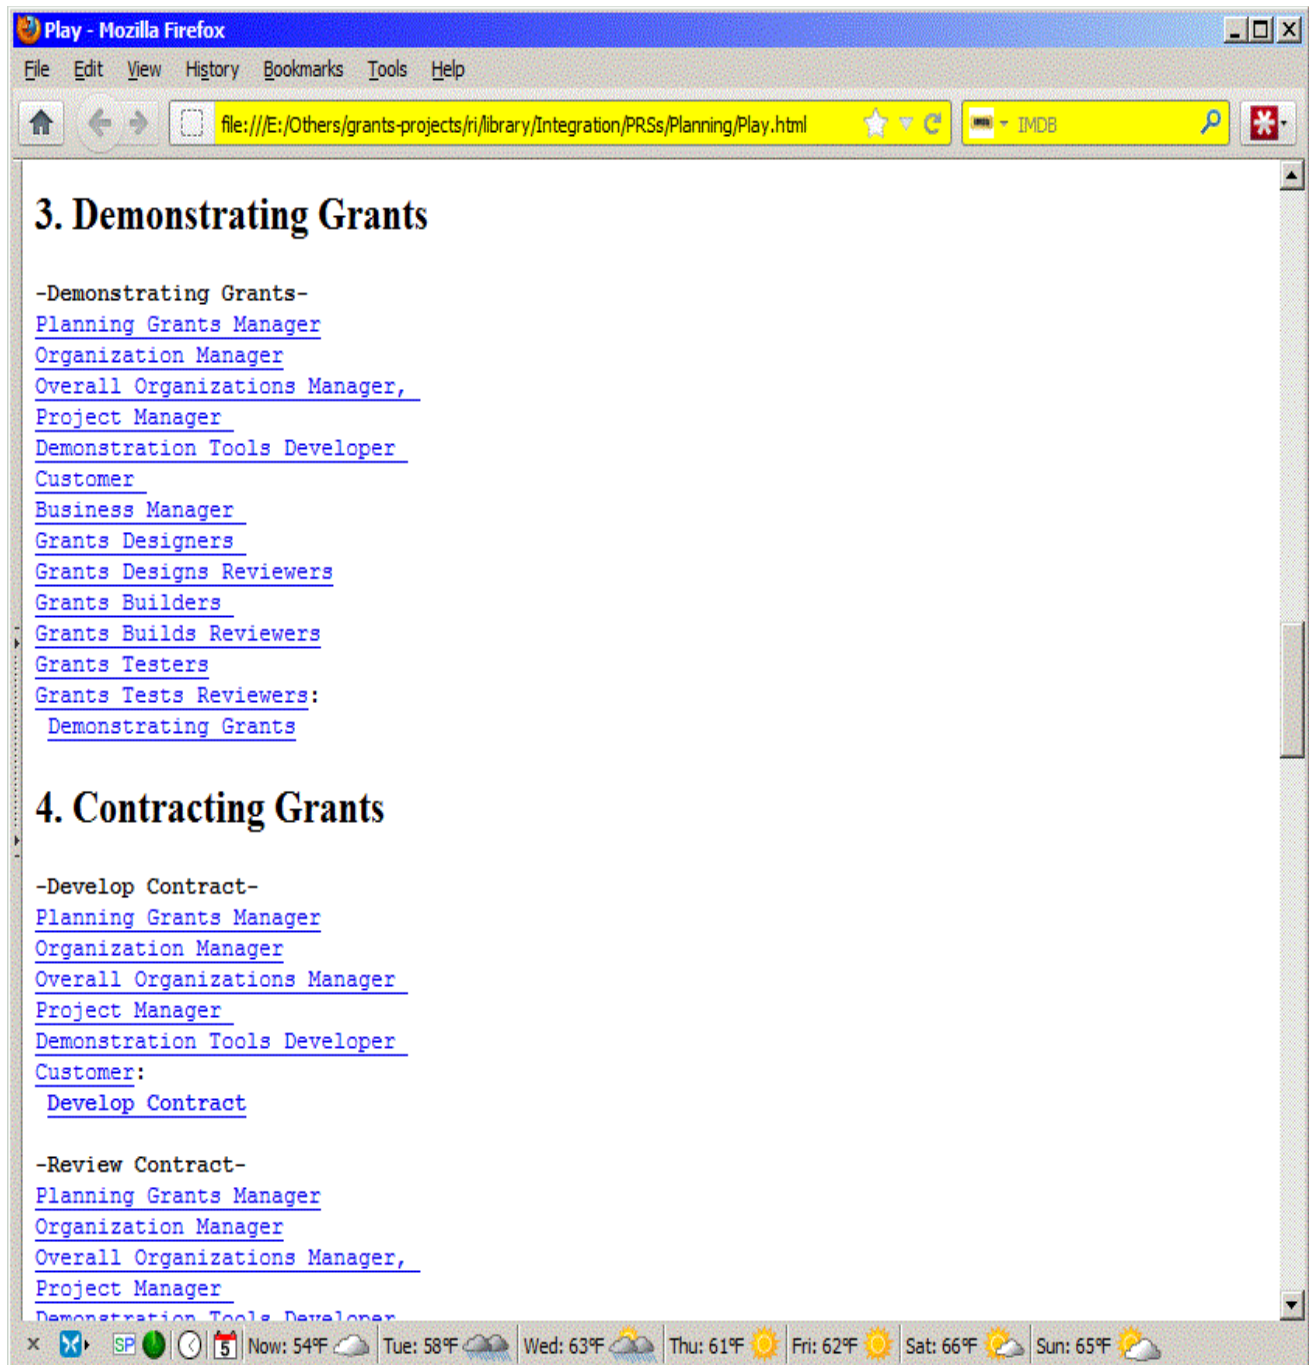 Play - Mozilla Firefox
File Edit View History Bookmarks Tools Help
file:///E:/Others/grants-projects/ri/library/Integration/PRSs/Planning/Play.html IMDB
3. Demonstrating Grants
-Demonstrating Grants-
Planning Grants Manager
Organization Manager
Overall Organizations Manager,
Project Manager
Demonstration Tools Developer
Customer
Business Manager
Grants Designers
Grants Designs Reviewers
Grants Builders
Grants Builds Reviewers
Grants Testers
Grants Tests Reviewers:
Demonstrating Grants
4. Contracting Grants
-Develop Contract-
Planning Grants Manager
Organization Manager
Overall Organizations Manager
Project Manager
Demonstration Tools Developer
Customer:
Develop Contract
-Review Contract-
Planning Grants Manager
Organization Manager
Overall Organizations Manager,
Project Manager
Demonstration Tools Developer
SP 5 Now: 54°F Tue: 58°F Wed: 63°F Thu: 61°F Fri: 62°F Sat: 66°F Sun: 65°F